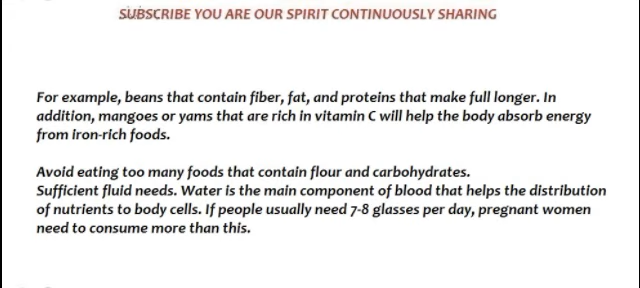 SUBSCRIBE YOU ARE OUR SPIRIT CONTINUOUSLY SHARING
For example, beans that contain fiber, fat, and proteins that make full longer. In
addition, mangoes or yams that are rich in vitamin C will help the body absorb energy
from iron-rich foods.
Avoid eating too many foods that contain flour and carbohydrates.
Sufficient fluid needs. Water is the main component of blood that helps the distribution
of nutrients to body cells. If people usually need 7-8 glasses per day, pregnant women
need to consume more than this.